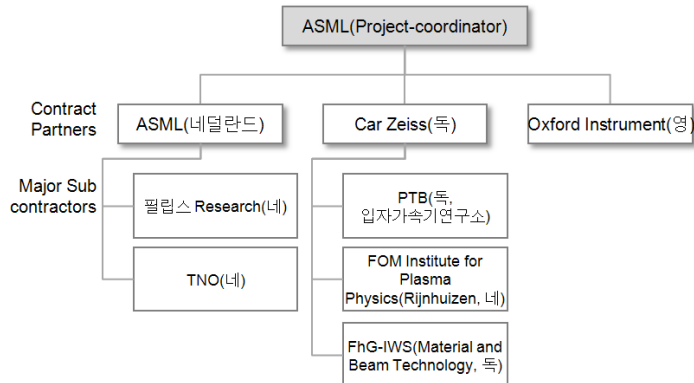 ASML(Project-coordinator)
Contract
Partners
ASML(네덜란드)
Car Zeiss(독)
Oxford Instrument(영)
Major Sub
contractors
필립스 Research(네)
PTB(독,
입자가속기연구소)
TNO(네)
FOM Institute for
Plasma
Physics(Rijnhuizen, 네)
FhG-IWS(Material and
Beam Technology, 독)